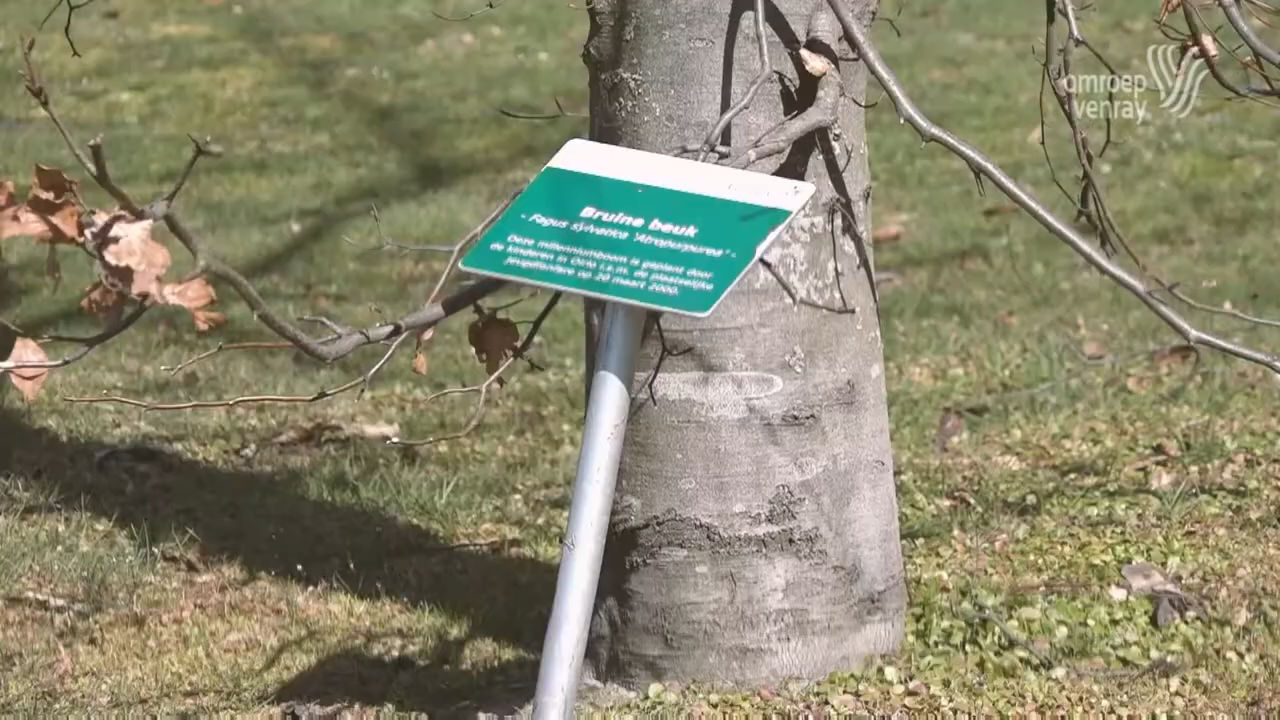 omroep
venray
Bruine beuk
- Fagus sylvatica 'Atropurpurea' -
Deze millenniumboom is geplant door
de kinderen in Oirlo i.s.m. de plaatselijke
jeugdfanfare op 20 maart 2000.